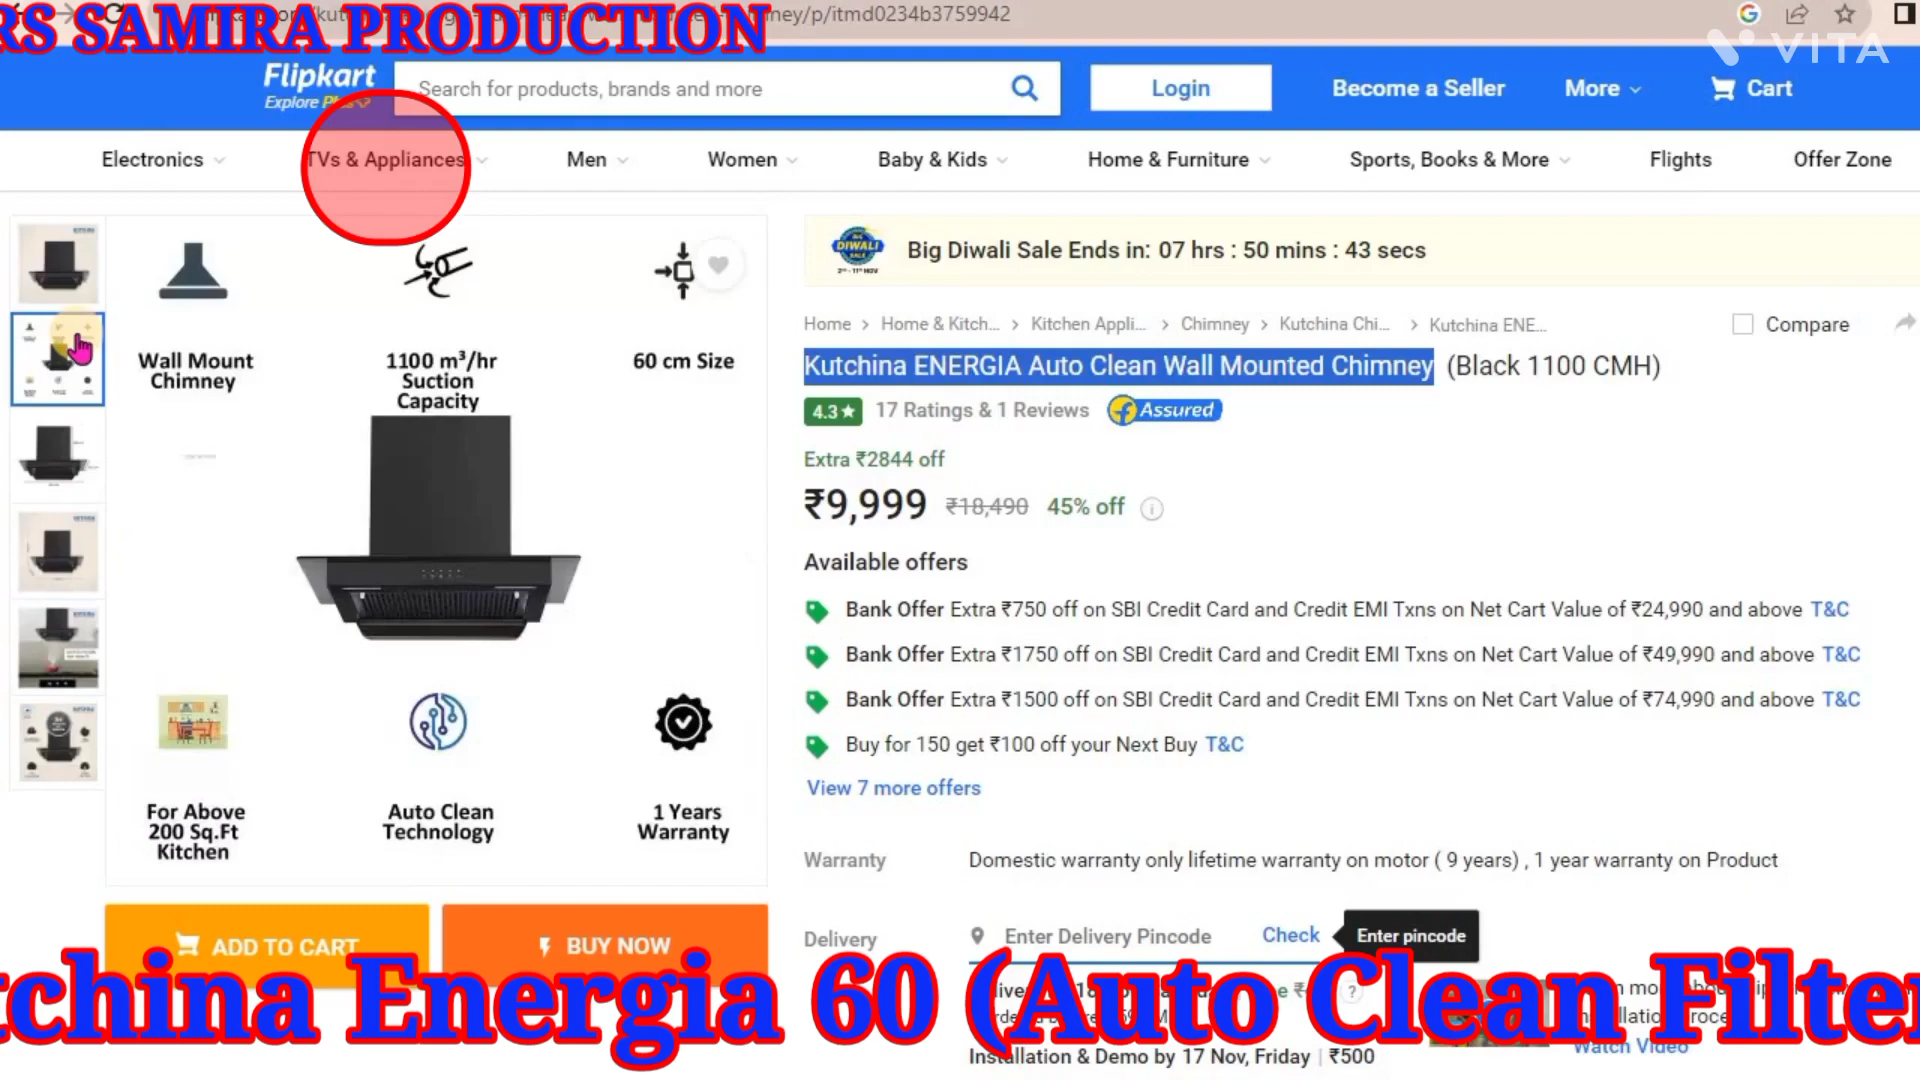 RS SAMIRA PRODUCTION
/p/itmd0234b3759942
VITA
Flipkart
Explore Plus
Search for products, brands and more
Login
Become a Seller
More
Cart
Electronics
TVs & Appliances
Men
Women
Baby & Kids
Home & Furniture
Sports, Books & More
Flights
Offer Zone
Wall Mount
Chimney
1100 m³/hr
Suction
Capacity
60 cm Size
For Above
200 Sq.Ft
Kitchen
Auto Clean
Technology
1 Years
Warranty
ADD TO CART
BUY NOW
BIG DIWALI SALE
Big Diwali Sale Ends in: 07 hrs : 50 mins : 43 secs
Home > Home & Kitch... > Kitchen Appli... > Chimney > Kutchina Chi... > Kutchina ENE...
Compare
Kutchina ENERGIA Auto Clean Wall Mounted Chimney (Black 1100 CMH)
4.3★ 17 Ratings & 1 Reviews Assured
Extra ₹2844 off
₹9,999 ₹18,490 45% off
Available offers
Bank Offer Extra ₹750 off on SBI Credit Card and Credit EMI Txns on Net Cart Value of ₹24,990 and above T&C
Bank Offer Extra ₹1750 off on SBI Credit Card and Credit EMI Txns on Net Cart Value of ₹49,990 and above T&C
Bank Offer Extra ₹1500 off on SBI Credit Card and Credit EMI Txns on Net Cart Value of ₹74,990 and above T&C
Buy for 150 get ₹100 off your Next Buy T&C
View 7 more offers
Warranty
Domestic warranty only lifetime warranty on motor ( 9 years) , 1 year warranty on Product
Delivery
Enter Delivery Pincode
Check
Enter pincode
tchina Energia 60 (Auto Clean Filte
Installation & Demo by 17 Nov, Friday | ₹500
Watch Video